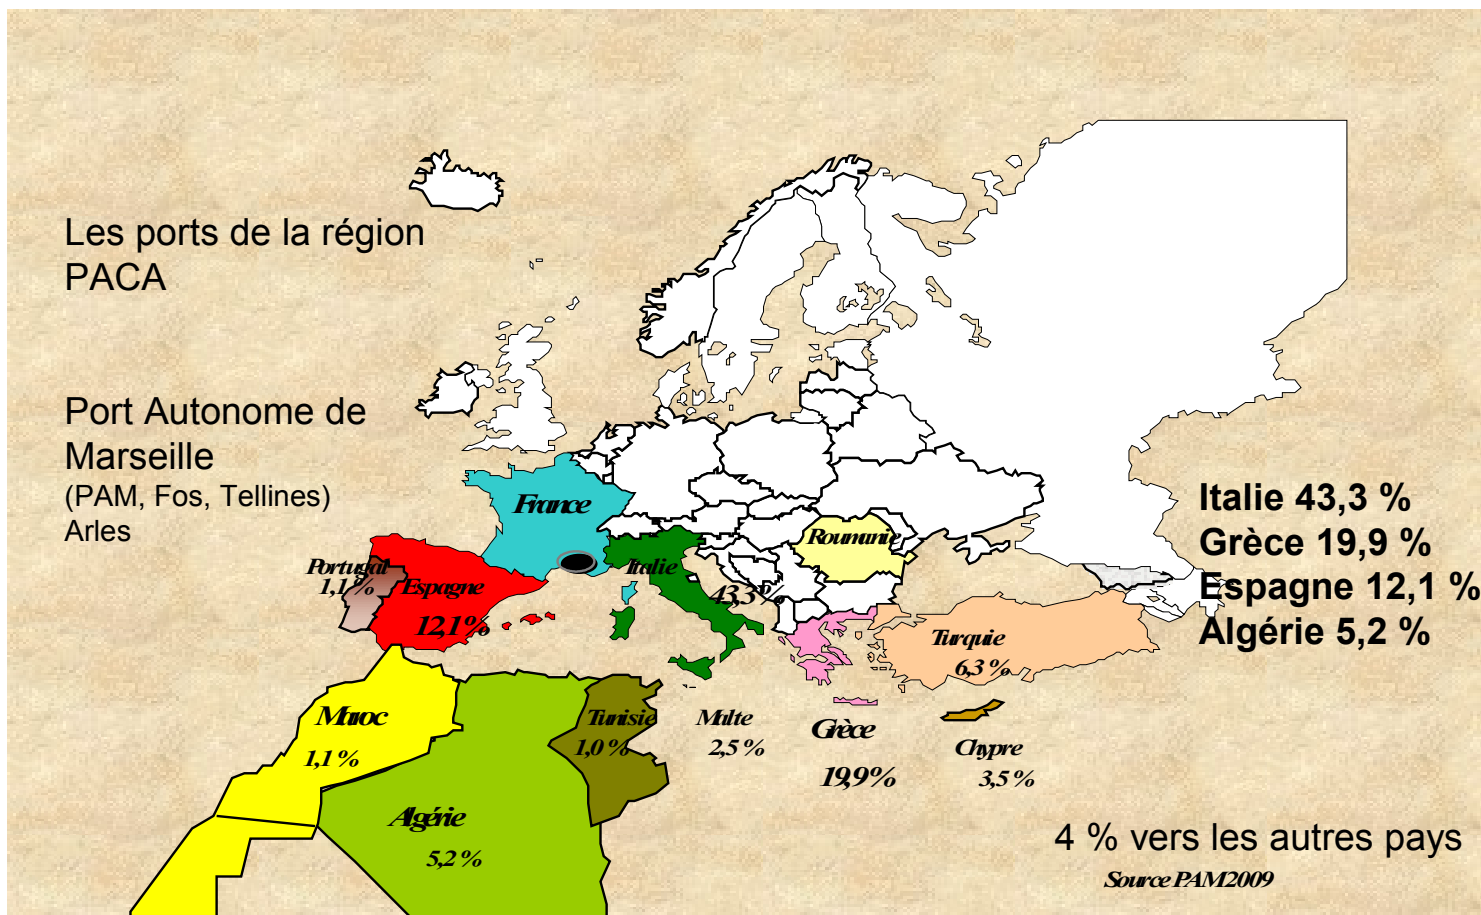 Les ports de la région
PACA
Port Autonome de
Marseille
(PAM, Fos, Tellines)
Arles
Italie 43,3 %
Grèce 19,9 %
Espagne 12,1 %
Algérie 5,2 %
France
Roumanie
Portugal
1,1 %
Espagne
12,1%
Italie
43,3%
Turquie
6,3 %
Maroc
1,1 %
Tunisie
1,0 %
Malte
2,5 %
Grèce
19,9%
Chypre
3,5 %
Algérie
5,2 %
4 % vers les autres pays
Source PAM2009